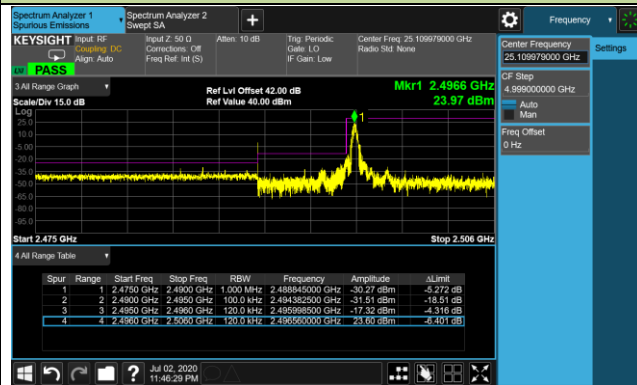 Spectrum Analyzer 1
Spurious Emissions
Spectrum Analyzer 2
Swept SA
Frequency
KEYSIGHT
Input: RF
Coupling: DC
Align: Auto
Input Z: 50 Ω
Corrections: Off
Freq Ref: Int (S)
Atten: 10 dB
Trig: Periodic
Gate: LO
IF Gain: Low
Center Freq: 25.109979000 GHz
Radio Std: None
LV PASS
Center Frequency
25.109979000 GHz
Settings
CF Step
4.999000000 GHz
Auto
Man
Freq Offset
0 Hz
3 All Range Graph
Scale/Div 15.0 dB
Ref Lvl Offset 42.00 dB
Ref Value 40.00 dBm
Mkr1 2.4966 GHz
23.97 dBm
Log
25.0
10.0
-5.00
-20.0
-35.0
-50.0
-65.0
-80.0
-95.0
1
Start 2.475 GHz
Stop 2.506 GHz
4 All Range Table
Spur Range Start Freq Stop Freq RBW Frequency Amplitude ΔLimit
1 1 2.4750 GHz 2.4900 GHz 1.000 MHz 2.488845000 GHz -30.27 dBm -5.272 dB
2 2 2.4900 GHz 2.4950 GHz 100.0 kHz 2.494382500 GHz -31.51 dBm -18.51 dB
3 3 2.4950 GHz 2.4960 GHz 120.0 kHz 2.495998500 GHz -17.32 dBm -4.316 dB
4 4 2.4960 GHz 2.5060 GHz 120.0 kHz 2.496560000 GHz 23.60 dBm -6.401 dB
?
Jul 02, 2020
11:46:29 PM